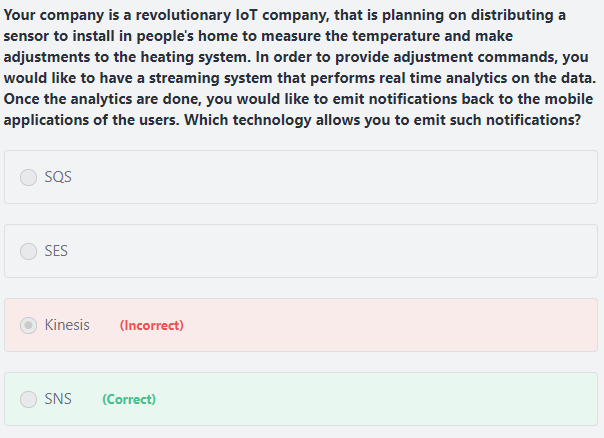 Your company is a revolutionary IoT company, that is planning on distributing a
sensor to install in people's home to measure the temperature and make
adjustments to the heating system. In order to provide adjustment commands, you
would like to have a streaming system that performs real time analytics on the data.
Once the analytics are done, you would like to emit notifications back to the mobile
applications of the users. Which technology allows you to emit such notifications?
SQS
SES
Kinesis (Incorrect)
SNS (Correct)